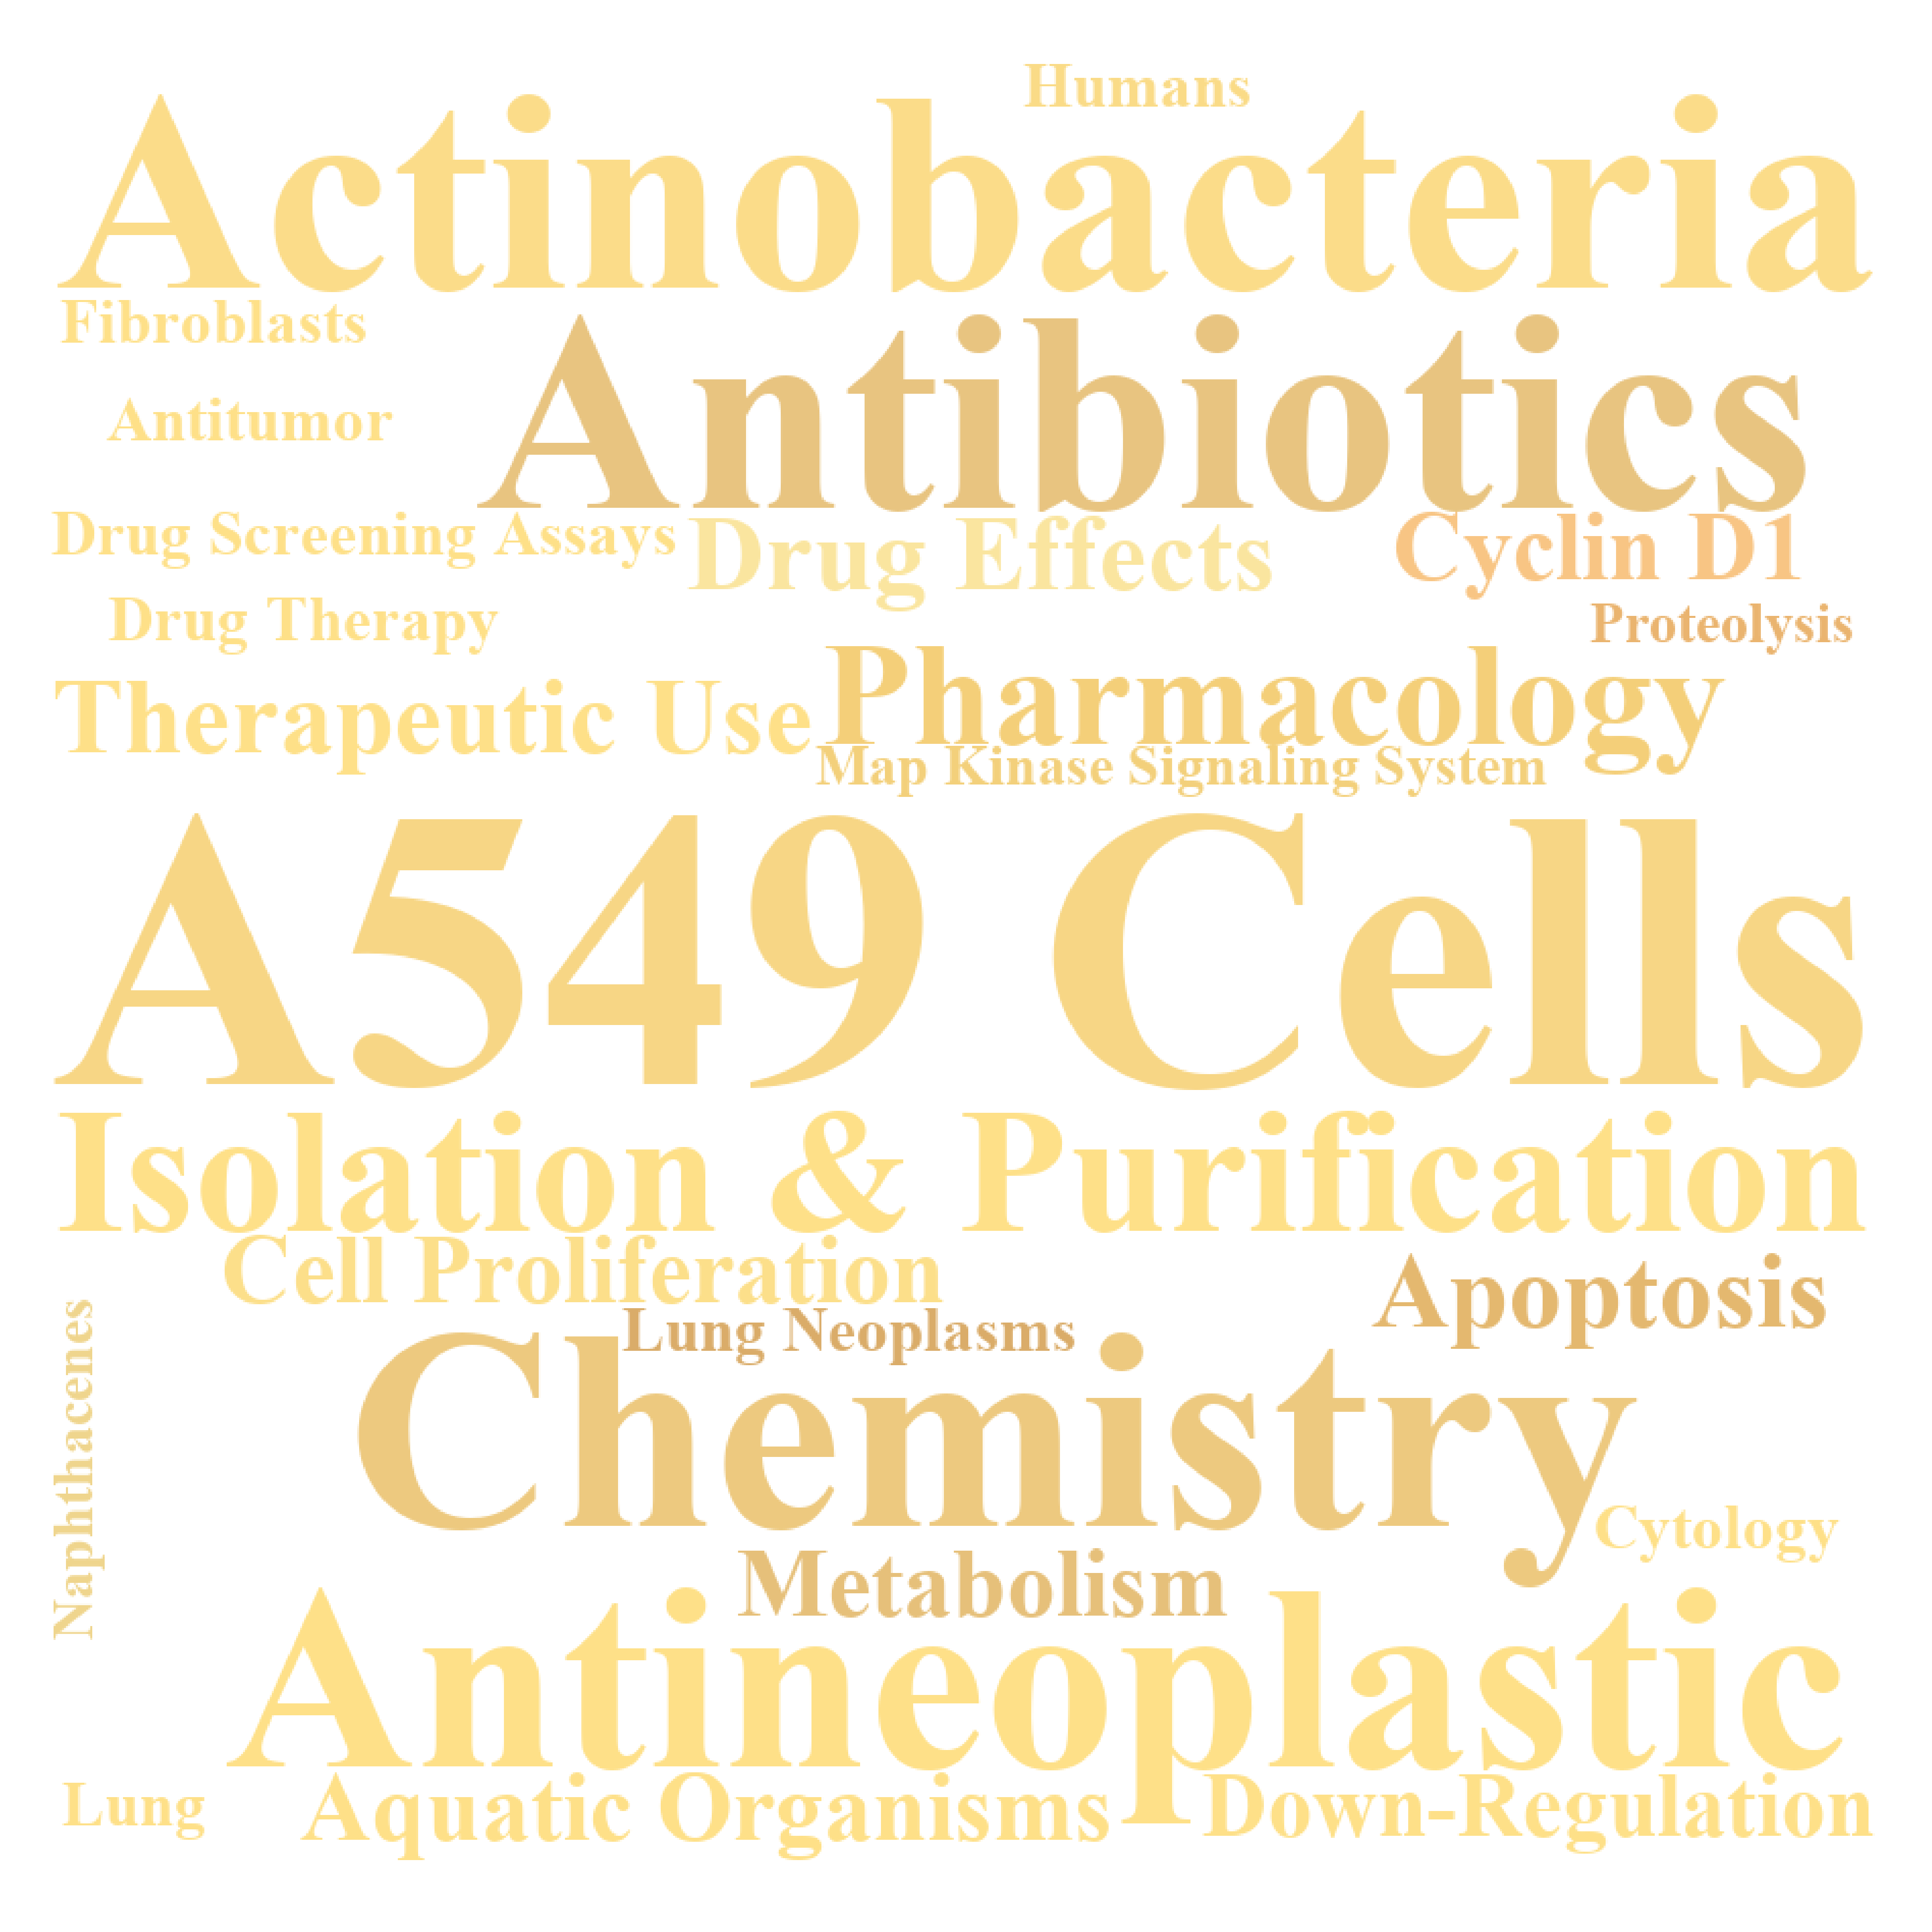 Humans
Actinobacteria
Fibroblasts
Antibiotics
Antitumor
Drug Screening Assays
Drug Effects
Cyclin D1
Drug Therapy
Proteolysis
Therapeutic Use
Pharmacology
Map Kinase Signaling System
A549 Cells
Isolation & Purification
Cell Proliferation
Apoptosis
Lung Neoplasms
Chemistry
Naphthacenes
Cytology
Metabolism
Antineoplastic
Lung
Aquatic Organisms
Down-Regulation